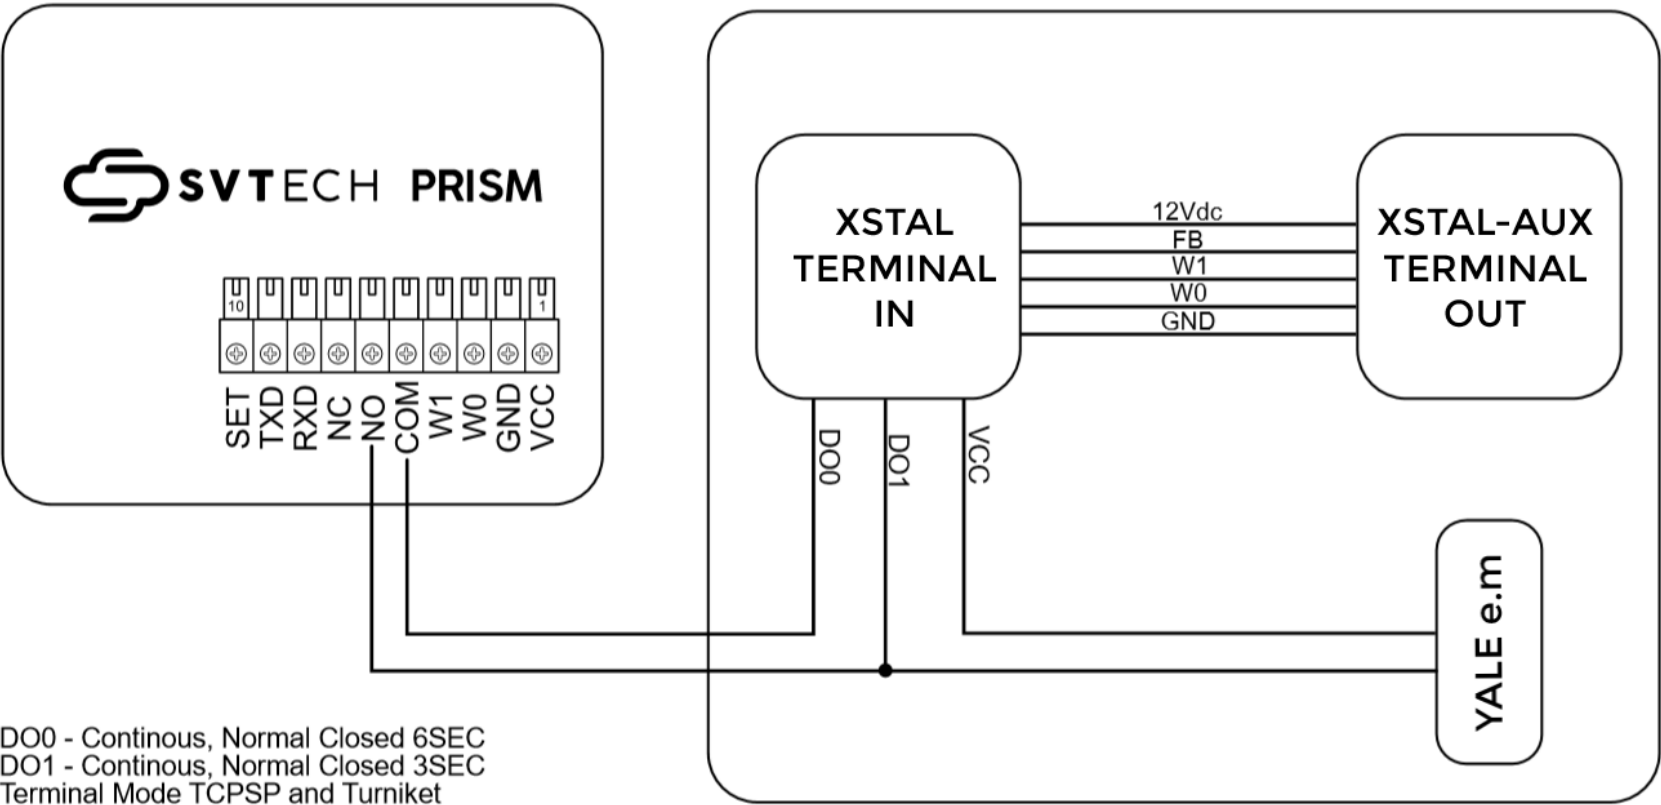 SVTECH PRISM
10
1
SET
TXD
RXD
NC
NO
COM
W1
W0
GND
VCC
XSTAL
TERMINAL
IN
12Vdc
FB
W1
W0
GND
XSTAL-AUX
TERMINAL
OUT
DO0
DO1
VCC
YALE e.m
DO0 - Continous, Normal Closed 6SEC
DO1 - Continous, Normal Closed 3SEC
Terminal Mode TCPSP and Turniket